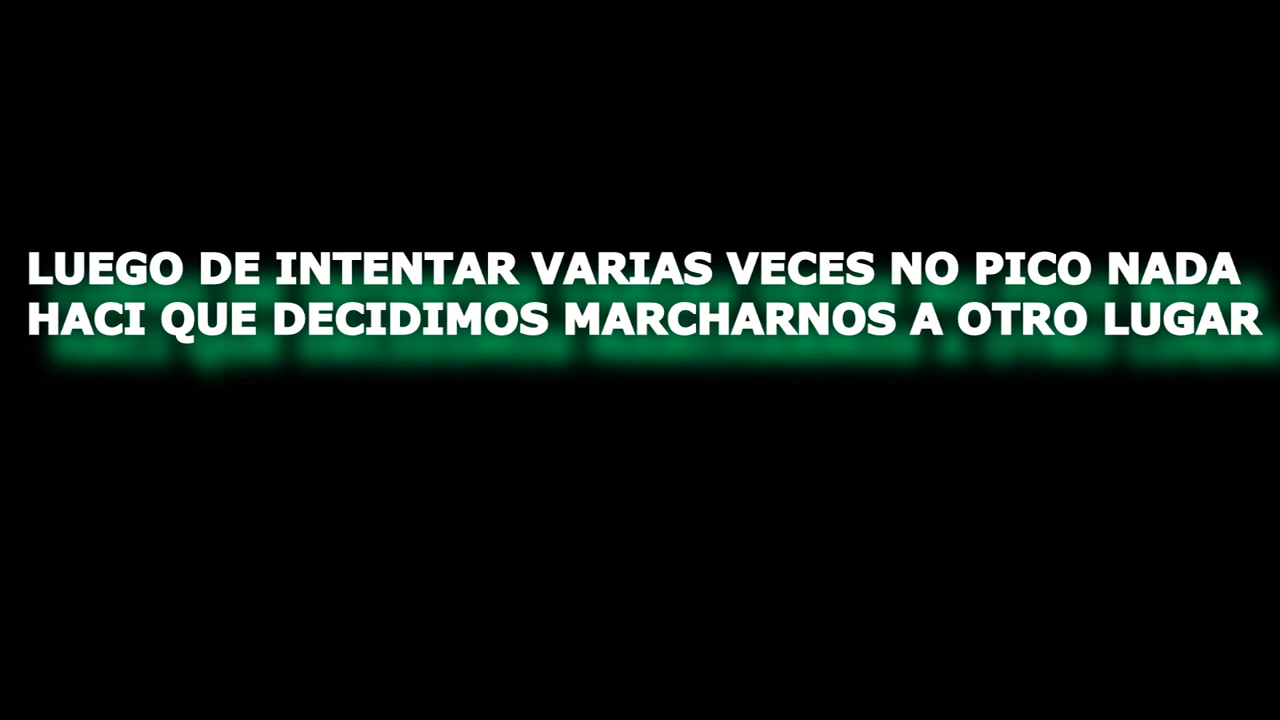 LUEGO DE INTENTAR VARIAS VECES NO PICO NADA
HACI QUE DECIDIMOS MARCHARNOS A OTRO LUGAR